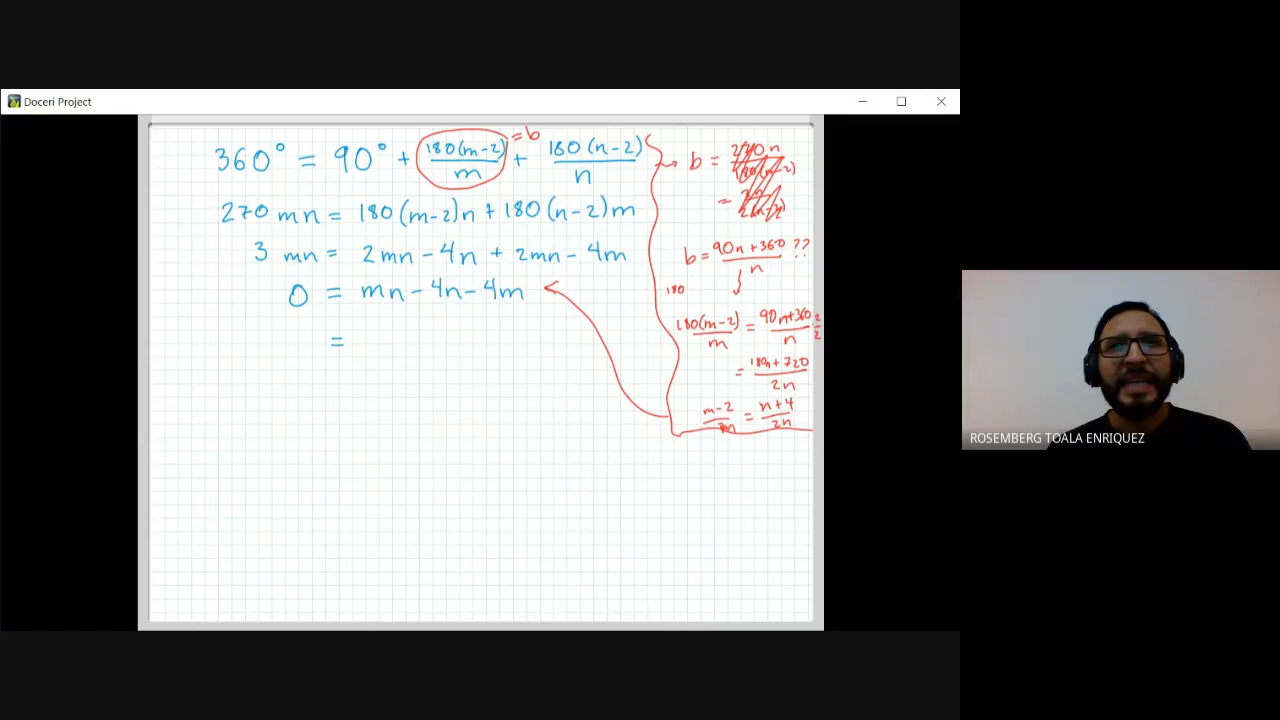 Doceri Project
360° = 90° + 180(m-2)/m + 180(n-2)/n
= b
270 mn = 180(m-2)n + 180(n-2)m
3 mn = 2mn - 4n + 2mn - 4m
0 = mn - 4n - 4m
=
b =
=
b = 90n+360/n ??
180
180(m-2)/m = 90n+360/n · 2/2
= 180n+720/2n
m-2/m = n+4/2n
ROSEMBERG TOALA ENRIQUEZ